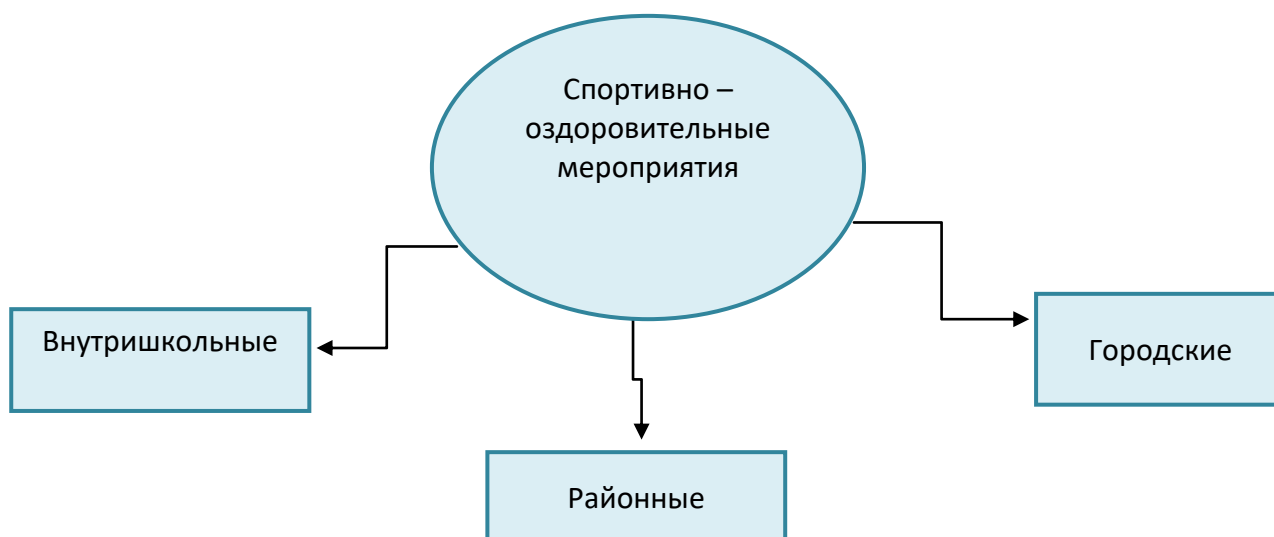 Спортивно –
оздоровительные
мероприятия
Внутришкольные
Городские
Районные